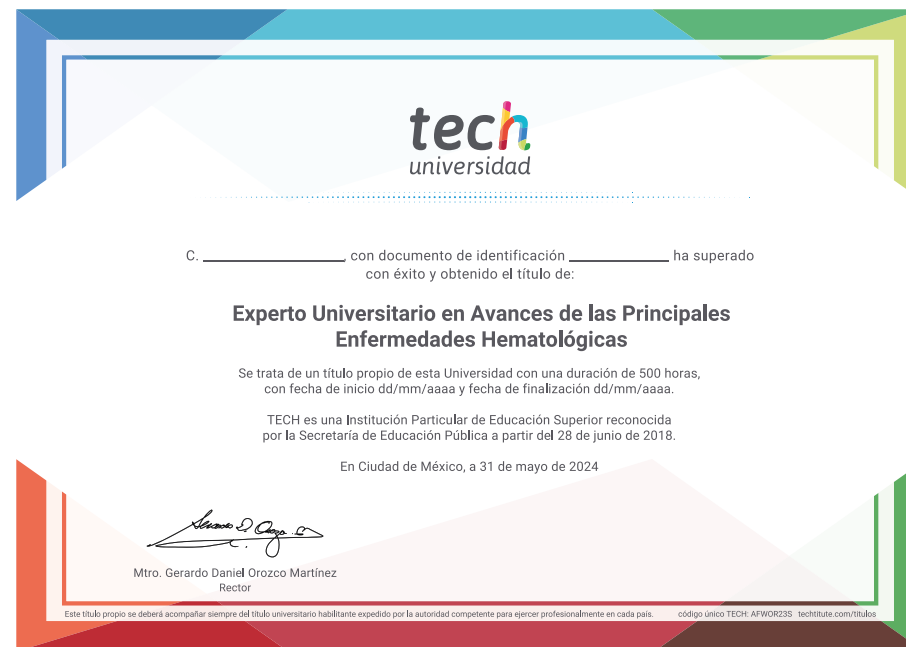 tech
universidad
C. ____________, con documento de identificación ____________ ha superado
con éxito y obtenido el título de:
Experto Universitario en Avances de las Principales
Enfermedades Hematológicas
Se trata de un título propio de esta Universidad con una duración de 500 horas,
con fecha de inicio dd/mm/aaaa y fecha de finalización dd/mm/aaaa.
TECH es una Institución Particular de Educación Superior reconocida
por la Secretaría de Educación Pública a partir del 28 de junio de 2018.
En Ciudad de México, a 31 de mayo de 2024
Mtro. Gerardo Daniel Orozco Martínez
Rector
Este título propio se deberá acompañar siempre del título universitario habilitante expedido por la autoridad competente para ejercer profesionalmente en cada país. código único TECH: AFWOR23S techtitute.com/titulos